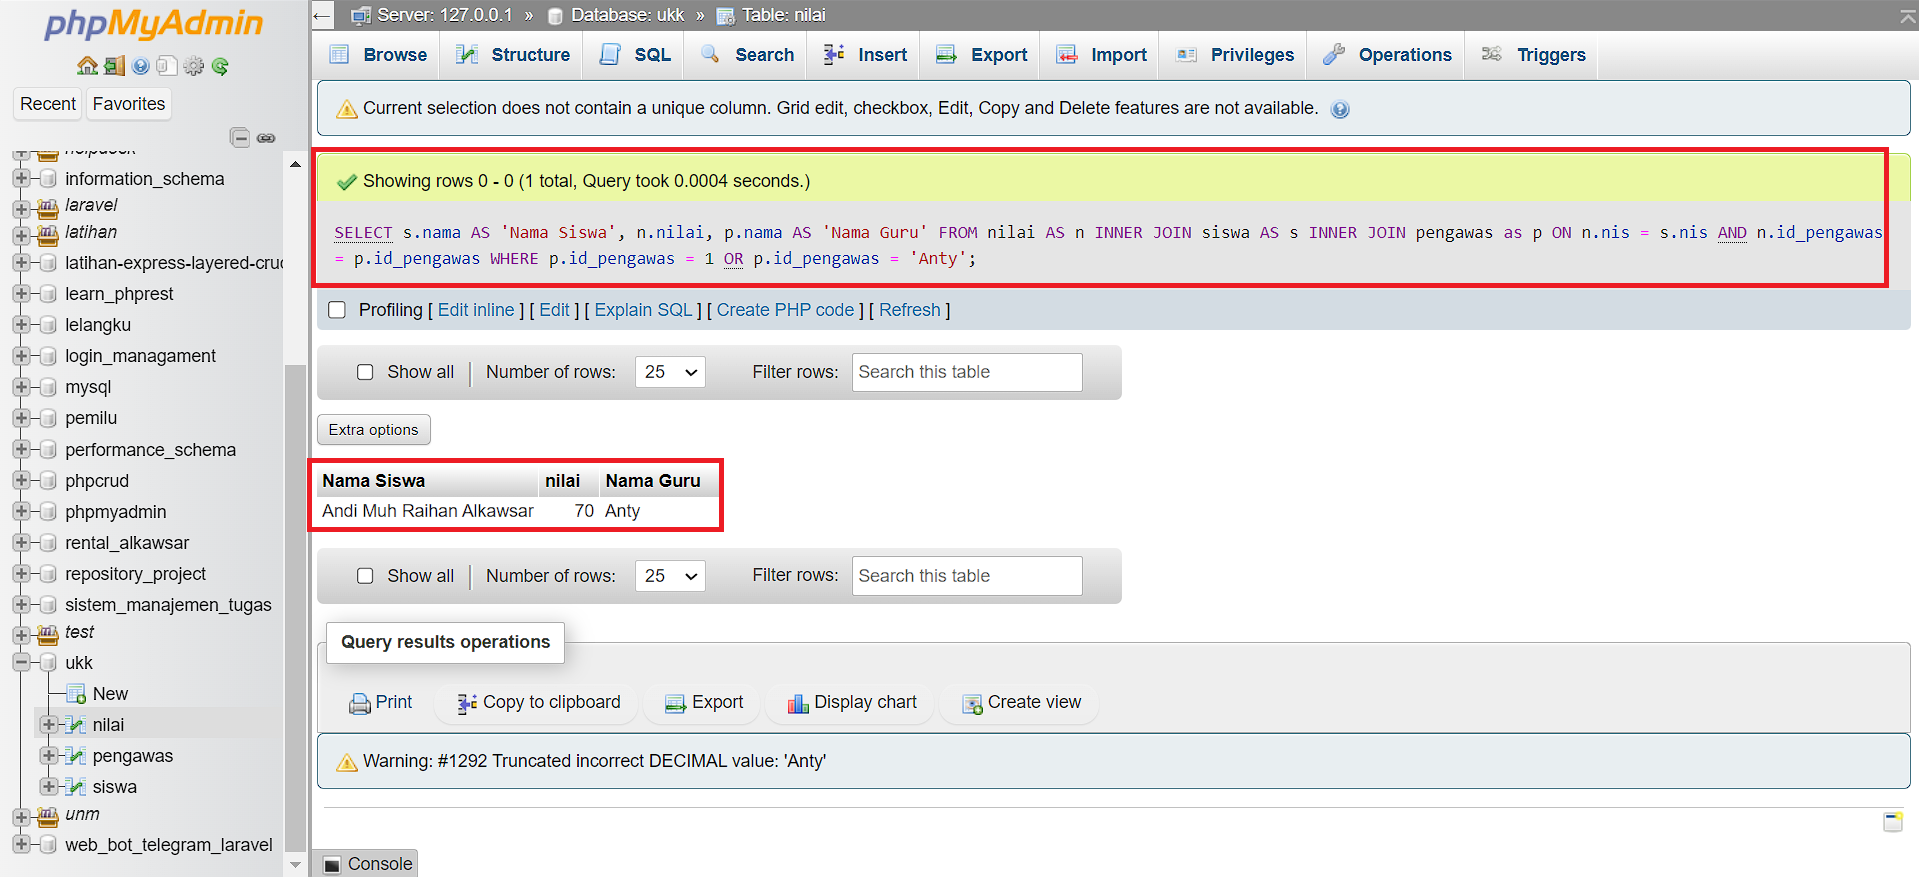 phpMyAdmin
Recent Favorites
information_schema
laravel
latihan
learn_phprest
lelangku
login_managament
mysql
pemilu
performance_schema
phpcrud
phpmyadmin
rental_alkawsar
repository_project
sistem_manajemen_tugas
test
ukk
New
nilai
pengawas
siswa
unm
web_bot_telegram_laravel
Server: 127.0.0.1 » Database: ukk » Table: nilai
Browse Structure SQL Search Insert Export Import Privileges Operations Triggers
Current selection does not contain a unique column. Grid edit, checkbox, Edit, Copy and Delete features are not available.
Showing rows 0 - 0 (1 total, Query took 0.0004 seconds.)
SELECT s.nama AS 'Nama Siswa', n.nilai, p.nama AS 'Nama Guru' FROM nilai AS n INNER JOIN siswa AS s INNER JOIN pengawas as p ON n.nis = s.nis AND n.id_pengawas
= p.id_pengawas WHERE p.id_pengawas = 1 OR p.id_pengawas = 'Anty';
Profiling [ Edit inline ] [ Edit ] [ Explain SQL ] [ Create PHP code ] [ Refresh ]
Show all Number of rows: 25 Filter rows: Search this table
Extra options
Nama Siswa nilai Nama Guru
Andi Muh Raihan Alkawsar 70 Anty
Show all Number of rows: 25 Filter rows: Search this table
Query results operations
Print Copy to clipboard Export Display chart Create view
Warning: #1292 Truncated incorrect DECIMAL value: 'Anty'
Console